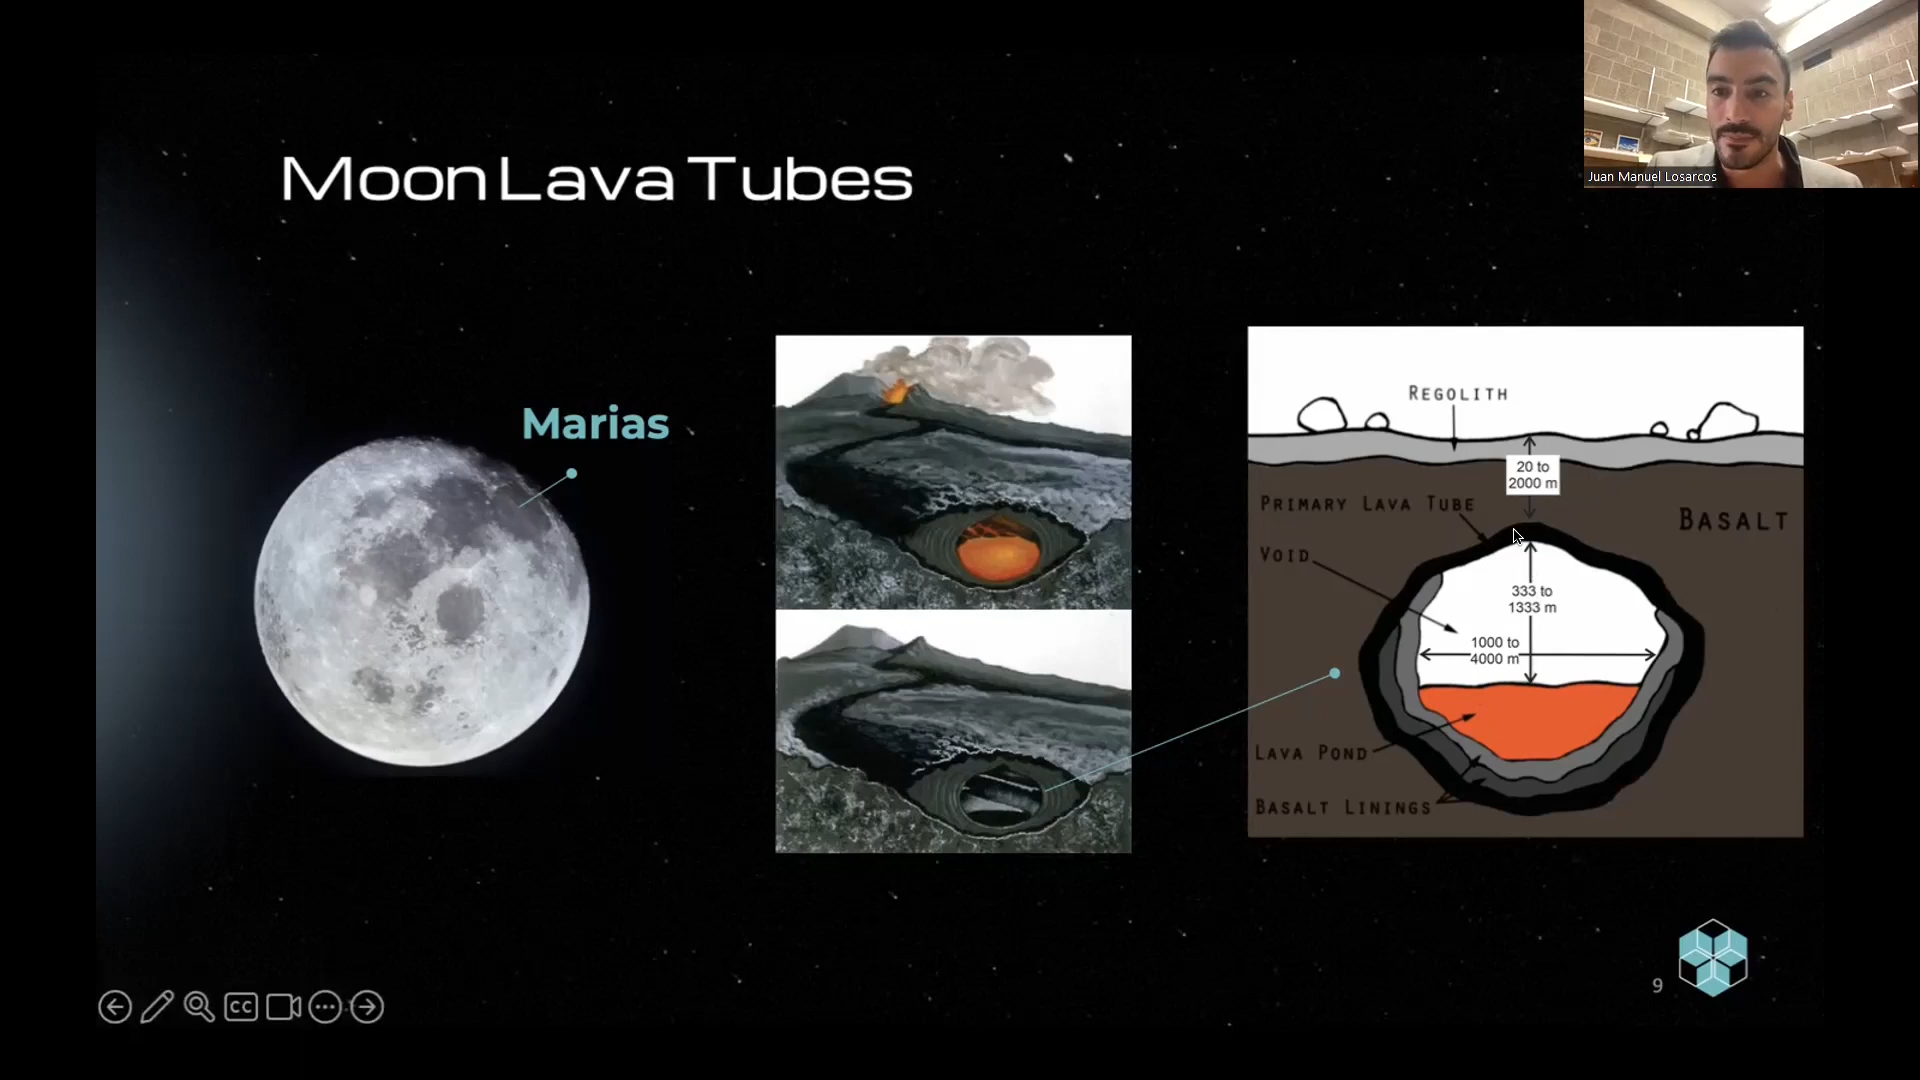 Juan Manuel Losarcos
Moon Lava Tubes
Marias
REGOLITH
20 to
2000 m
PRIMARY LAVA TUBE
BASALT
VOID
333 to
1333 m
1000 to
4000 m
LAVA POND
BASALT LININGS
9
CC